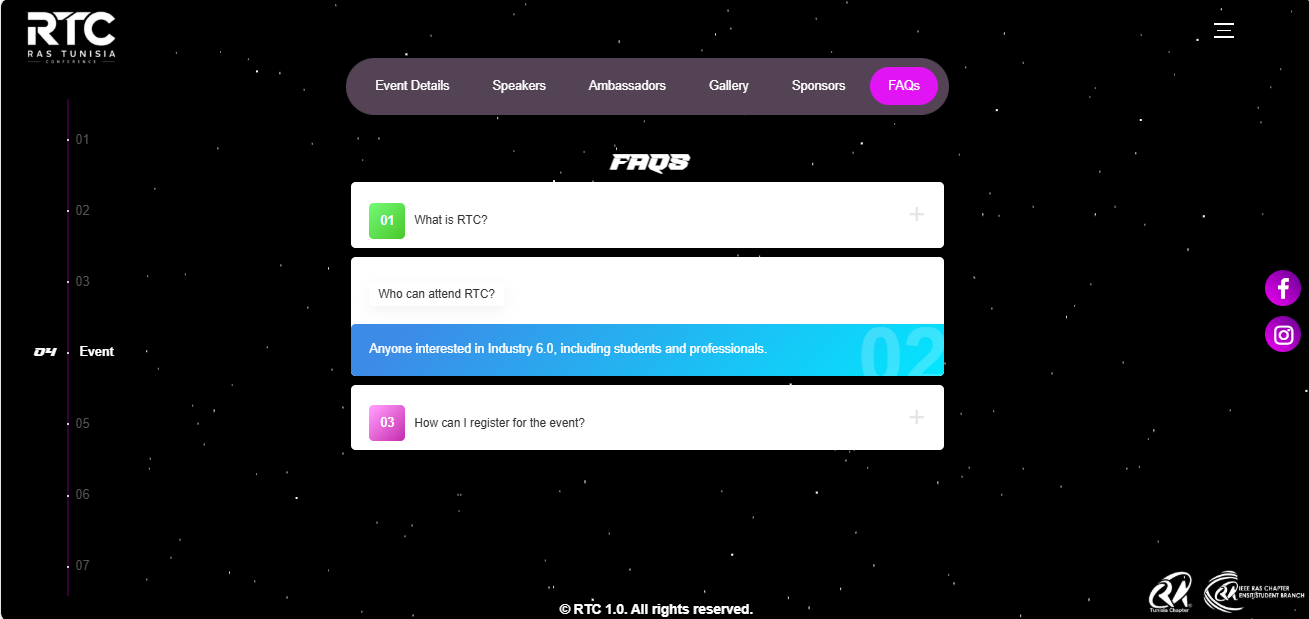 RTC
RAS TUNISIA
CONFERENCE
Event Details
Speakers
Ambassadors
Gallery
Sponsors
FAQs
01
02
03
04 Event
05
06
07
FAQS
01 What is RTC?
Who can attend RTC?
Anyone interested in Industry 6.0, including students and professionals.
02
03 How can I register for the event?
© RTC 1.0. All rights reserved.
RA
Tunisia Chapter
RA
IEEE RAS CHAPTER
ENSIT STUDENT BRANCH